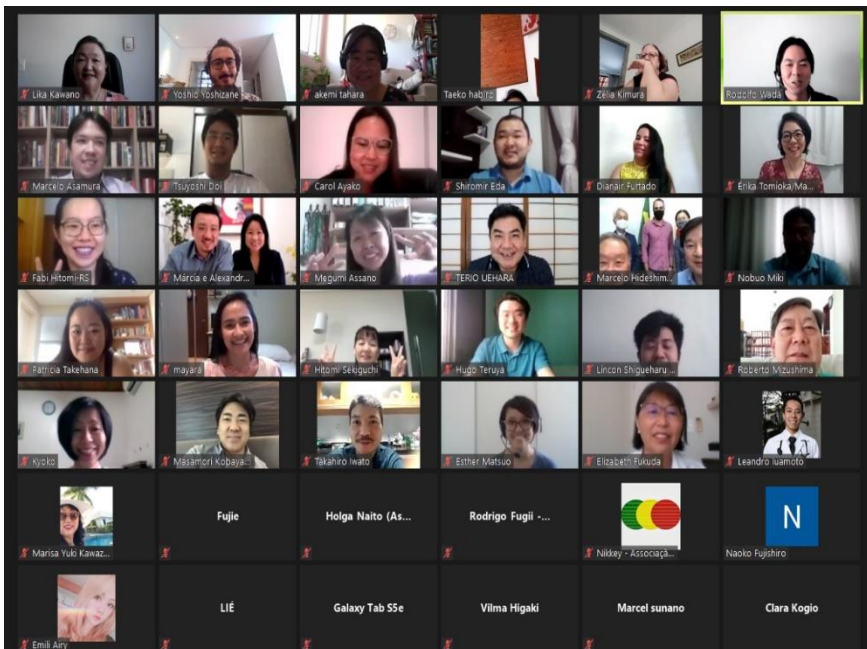 Lika Kawano
Yoshio Yoshizane
akemi tahara
Taeko habiro
Zélia Kimura
Rodolfo Wada
Marcelo Asamura
Tsuyoshi Doi
Carol Ayako
Shiromir Eda
Dianair Furtado
Érika Tomioka/Ma...
Fabi Hitomi-RS
Márcia e Alexandr...
Megumi Assano
TERIO UEHARA
Marcelo Hideshim...
Nobuo Miki
Patricia Takehana
mayara
Hitomi Sekiguchi
Hugo Teruya
Lincon Shigueharu ...
Roberto Mizushima
Kyoko
Masamori Kobaya...
Takahiro Iwato
Esther Matsuo
Elizabeth Fukuda
Leandro Iuamoto
Marisa Yuki Kawaz...
Fujie
Holga Naito (As...
Rodrigo Fugii -...
Nikkey - Associaçã...
N
Naoko Fujishiro
Emili Airy
LIÉ
Galaxy Tab S5e
Vilma Higaki
Marcel sunano
Clara Kogio